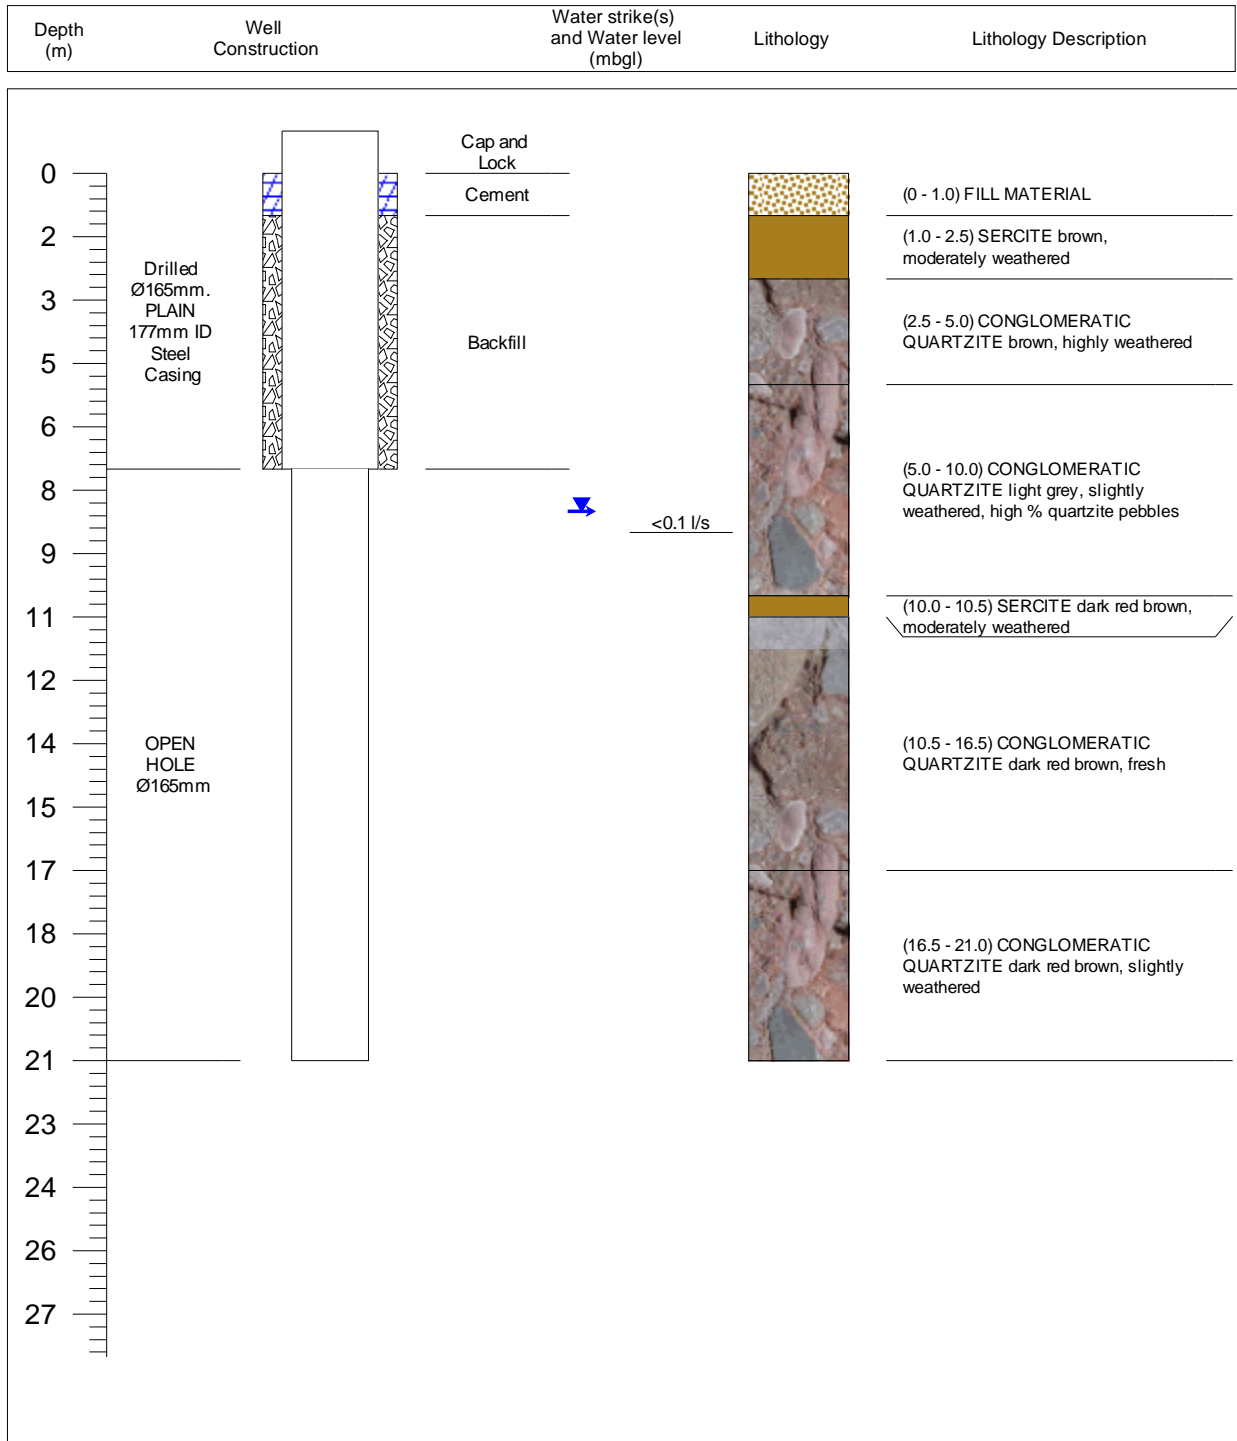 Depth
(m)
Well
Construction
Water strike(s)
and Water level
(mbgl)
Lithology
Lithology Description
Cap and
Lock
0
Cement
(0 - 1.0) FILL MATERIAL
2
(1.0 - 2.5) SERCITE brown,
moderately weathered
Drilled
Ø165mm.
PLAIN
177mm ID
Steel
Casing
3
(2.5 - 5.0) CONGLOMERATIC
QUARTZITE brown, highly weathered
Backfill
5
6
(5.0 - 10.0) CONGLOMERATIC
QUARTZITE light grey, slightly
weathered, high % quartzite pebbles
8
<0.1 l/s
9
(10.0 - 10.5) SERCITE dark red brown,
moderately weathered
11
12
OPEN
HOLE
Ø165mm
14
(10.5 - 16.5) CONGLOMERATIC
QUARTZITE dark red brown, fresh
15
17
18
(16.5 - 21.0) CONGLOMERATIC
QUARTZITE dark red brown, slightly
weathered
20
21
23
24
26
27